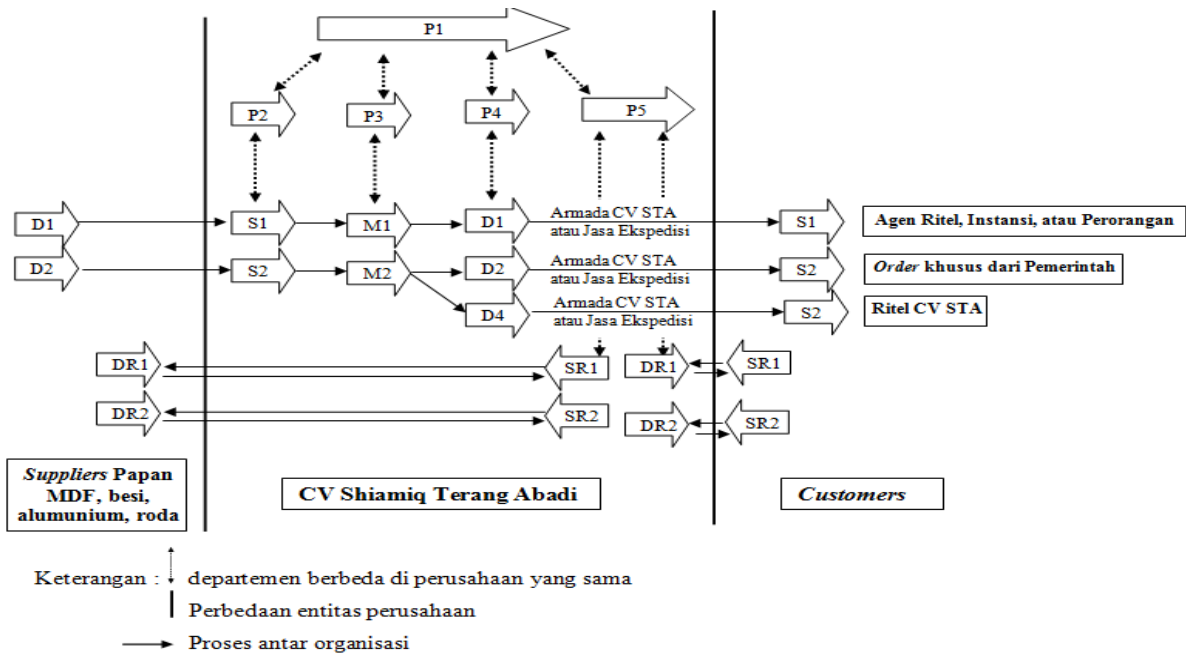 P1
P2
P3
P4
P5
D1
S1
M1
D1
Armada CV STA
atau Jasa Ekspedisi
S1
Agen Ritel, Instansi, atau Perorangan
D2
S2
M2
D2
Armada CV STA
atau Jasa Ekspedisi
S2
Order khusus dari Pemerintah
D4
Armada CV STA
atau Jasa Ekspedisi
S2
Ritel CV STA
DR1
SR1
DR1
SR1
DR2
SR2
DR2
SR2
Suppliers Papan
MDF, besi,
alumunium, roda
CV Shiamiq Terang Abadi
Customers
Keterangan : departemen berbeda di perusahaan yang sama
Perbedaan entitas perusahaan
Proses antar organisasi